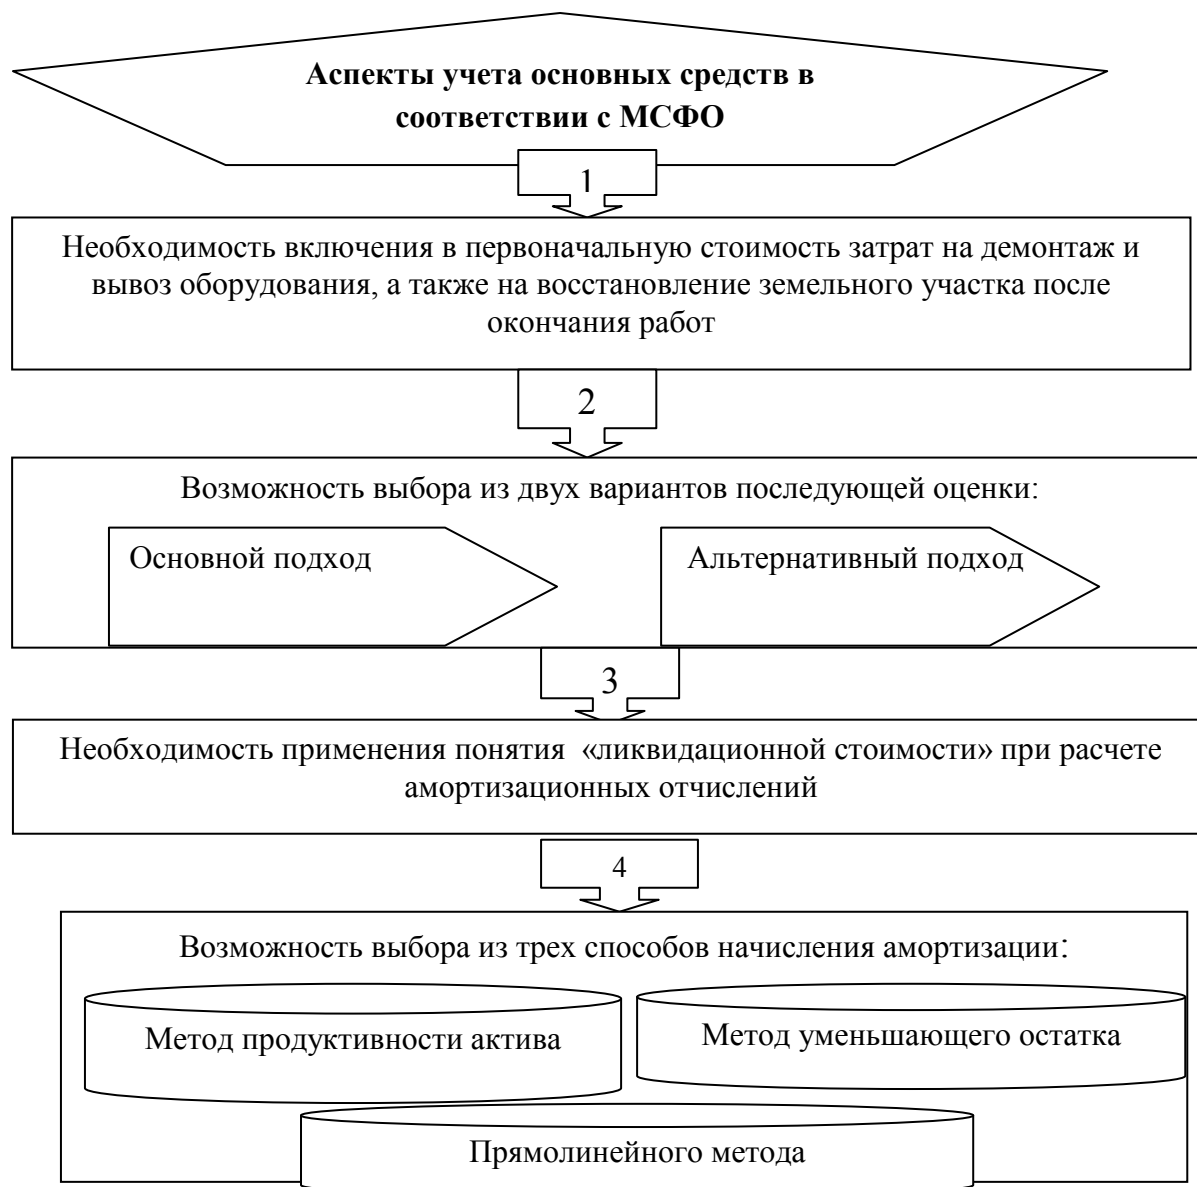 Аспекты учета основных средств в
соответствии с МСФО
1
Необходимость включения в первоначальную стоимость затрат на демонтаж и
вывоз оборудования, а также на восстановление земельного участка после
окончания работ
2
Возможность выбора из двух вариантов последующей оценки:
Основной подход
Альтернативный подход
3
Необходимость применения понятия «ликвидационной стоимости» при расчете
амортизационных отчислений
4
Возможность выбора из трех способов начисления амортизации:
Метод продуктивности актива
Метод уменьшающего остатка
Прямолинейного метода